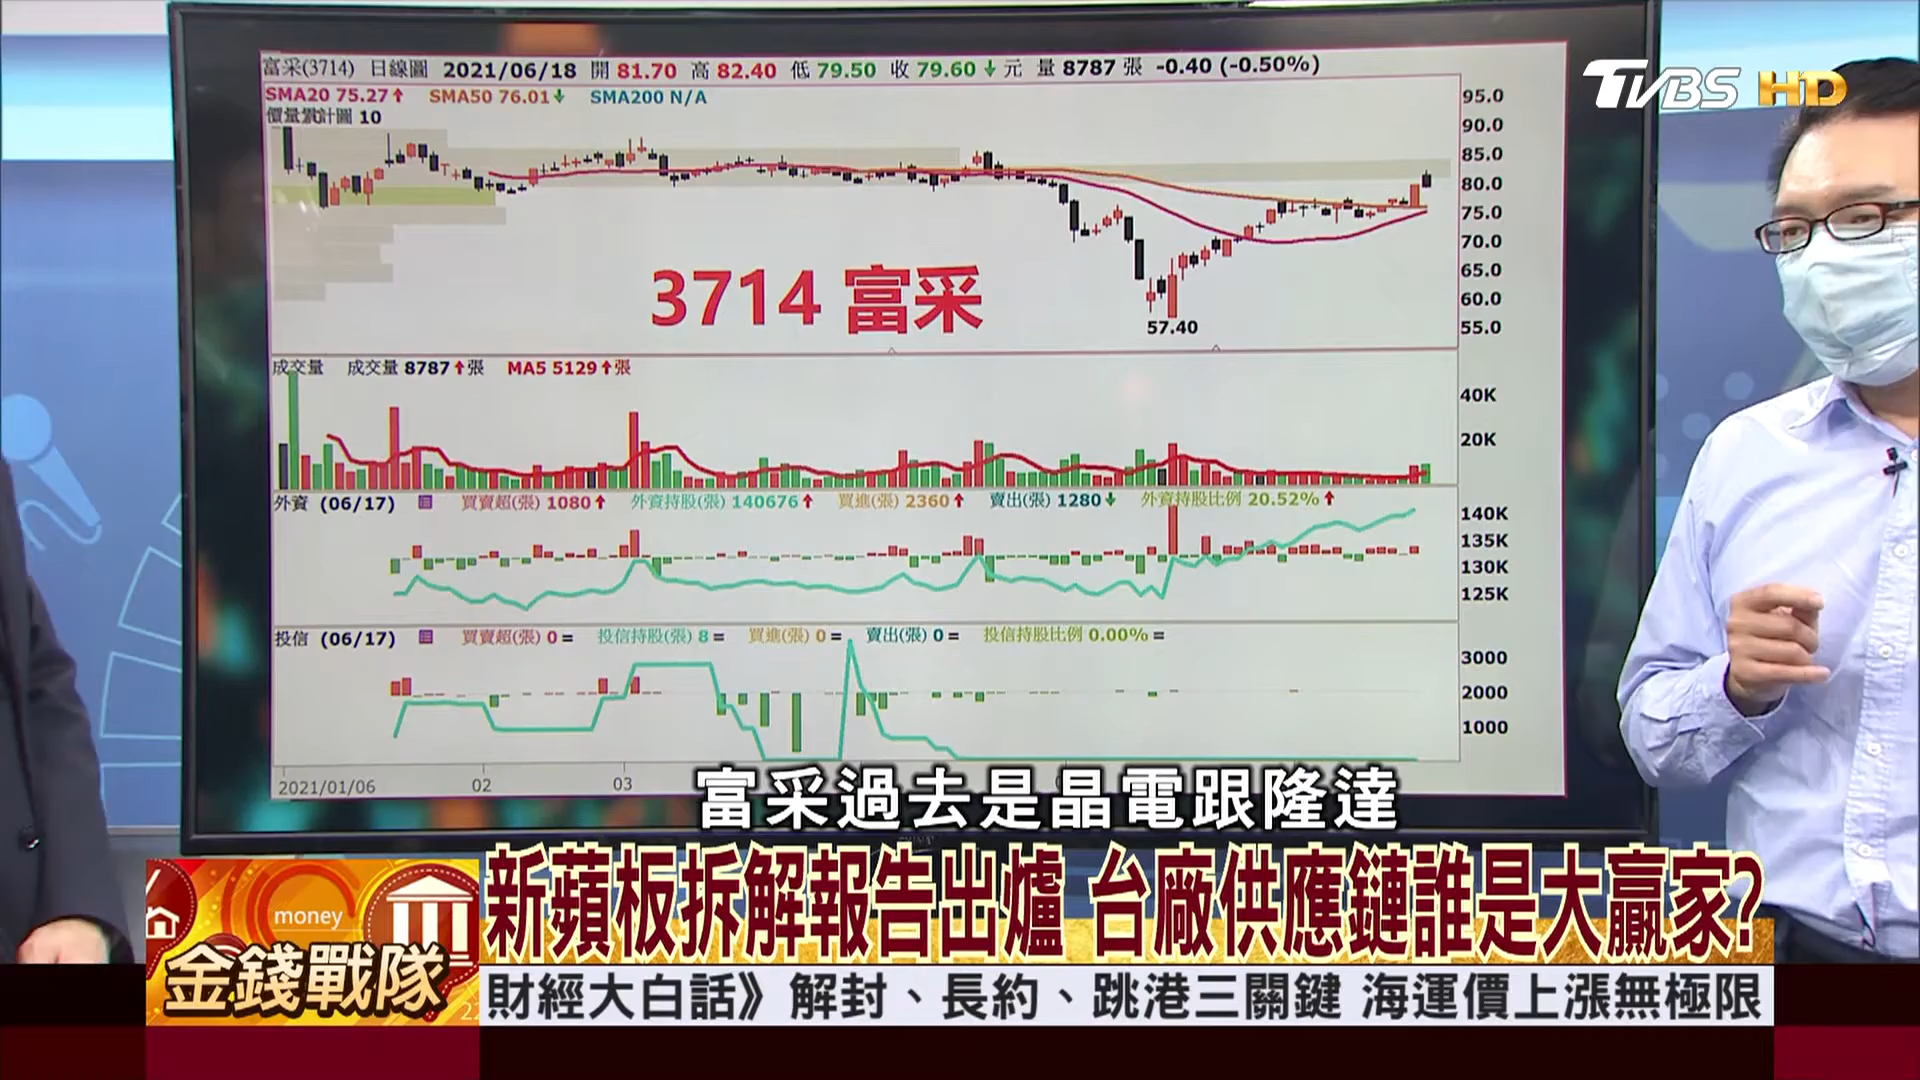 TVBS HD
富采(3714) 日線圖 2021/06/18 開 81.70 高 82.40 低 79.50 收 79.60↓元 量 8787 張 -0.40 (-0.50%)
SMA20 75.27↑ SMA50 76.01↓ SMA200 N/A
價量累計圖 10
95.0
90.0
85.0
80.0
75.0
70.0
65.0
60.0
55.0
3714 富采
57.40
成交量 成交量 8787↑張 MA5 5129↑張
40K
20K
外資 (06/17) 買賣超(張) 1080↑ 外資持股(張) 140676↑ 買進(張) 2360↑ 賣出(張) 1280↓ 外資持股比例 20.52%↑
140K
135K
130K
125K
投信 (06/17) 買賣超(張) 0 = 投信持股(張) 8 = 買進(張) 0 = 賣出(張) 0 = 投信持股比例 0.00% =
3000
2000
1000
2021/01/06 02 03
富采過去是晶電跟隆達
money
金錢戰隊
新蘋板拆解報告出爐 台廠供應鏈誰是大贏家?
財經大白話》解封、長約、跳港三關鍵 海運價上漲無極限